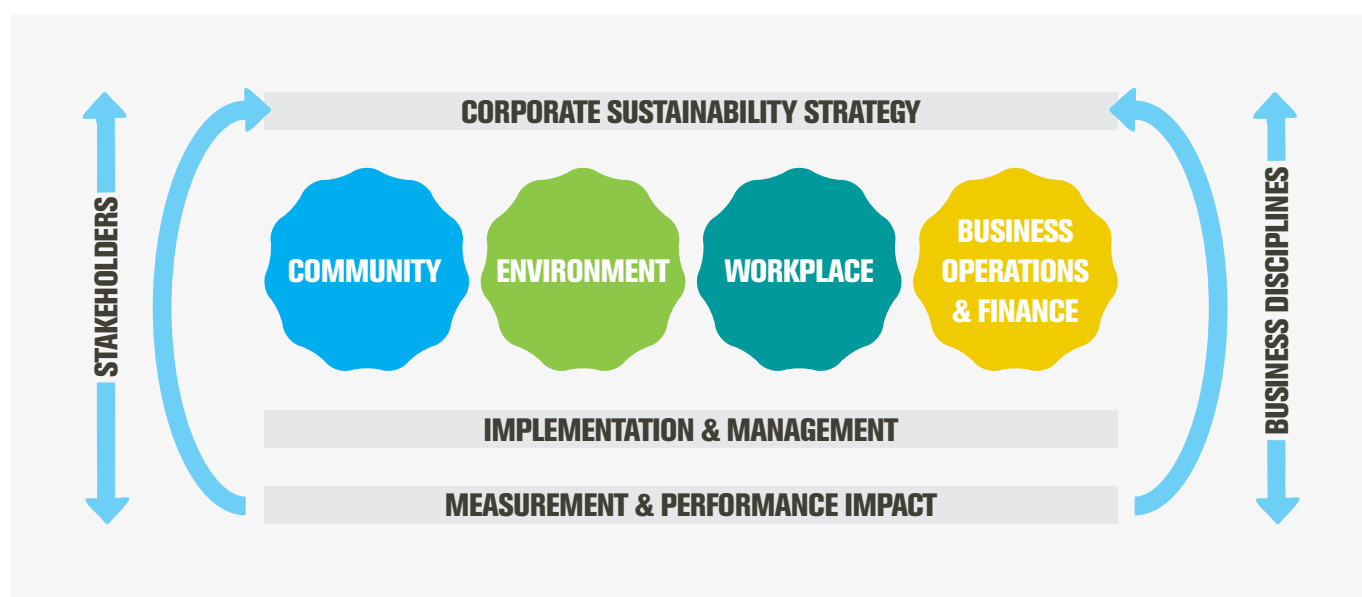 CORPORATE SUSTAINABILITY STRATEGY
STAKEHOLDERS
COMMUNITY
ENVIRONMENT
WORKPLACE
BUSINESS
OPERATIONS
& FINANCE
BUSINESS DISCIPLINES
IMPLEMENTATION & MANAGEMENT
MEASUREMENT & PERFORMANCE IMPACT